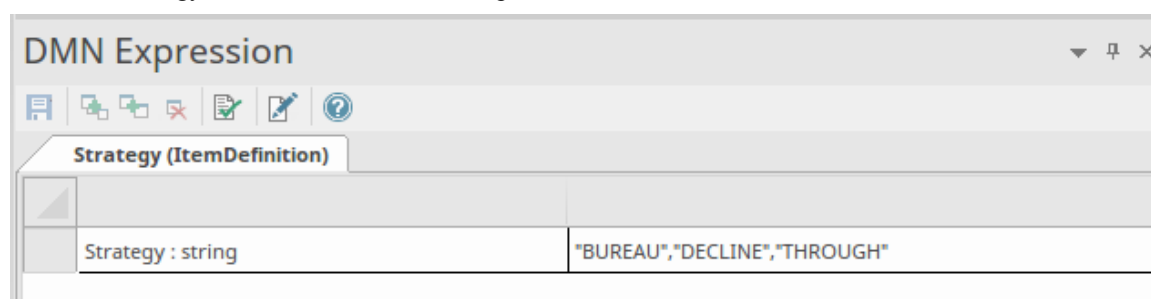 DMN Expression
Strategy (ItemDefinition)
Strategy : string "BUREAU","DECLINE","THROUGH"